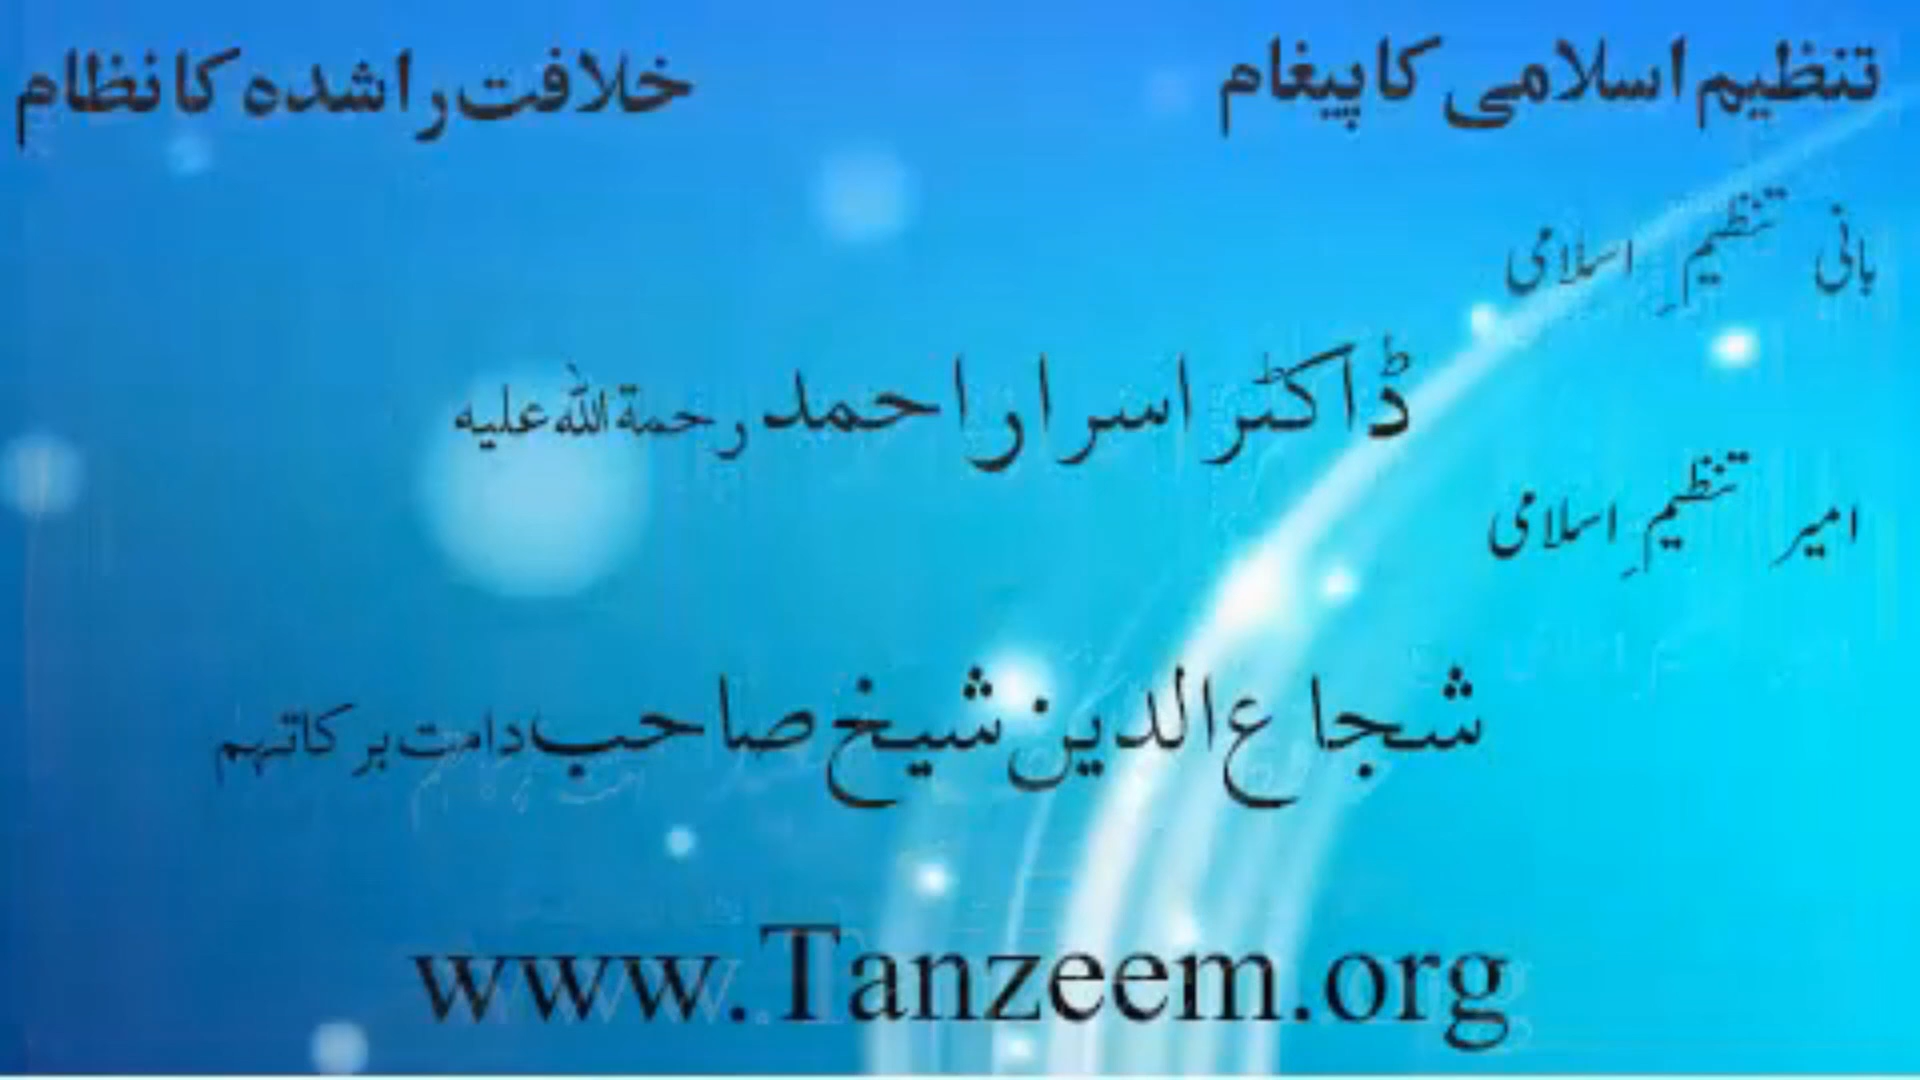 تنظیم اسلامی کا پیغام
خلافت راشدہ کا نظام
بانی تنظیمِ اسلامی
ڈاکٹر اسرار احمد رحمۃ اللہ علیہ
امیر تنظیمِ اسلامی
شجاع الدین شیخ صاحب دامت برکاتہم
www.Tanzeem.org